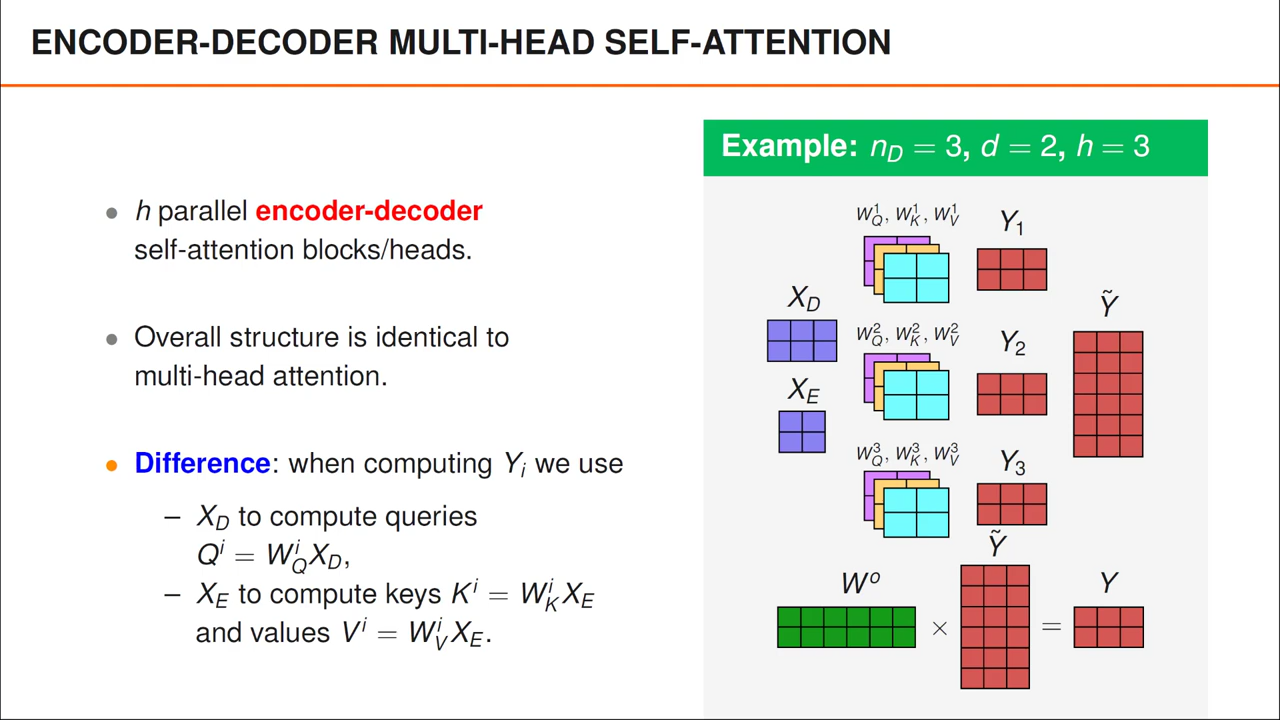 ENCODER-DECODER MULTI-HEAD SELF-ATTENTION
• h parallel encoder-decoder
self-attention blocks/heads.
• Overall structure is identical to
multi-head attention.
• Difference: when computing Y_i we use
– X_D to compute queries
Q^i = W_Q^i X_D,
– X_E to compute keys K^i = W_K^i X_E
and values V^i = W_V^i X_E.
Example: n_D = 3, d = 2, h = 3
W_Q^1, W_K^1, W_V^1
Y_1
X_D
Ỹ
W_Q^2, W_K^2, W_V^2
Y_2
X_E
W_Q^3, W_K^3, W_V^3
Y_3
Ỹ
W^o
Y
×
=